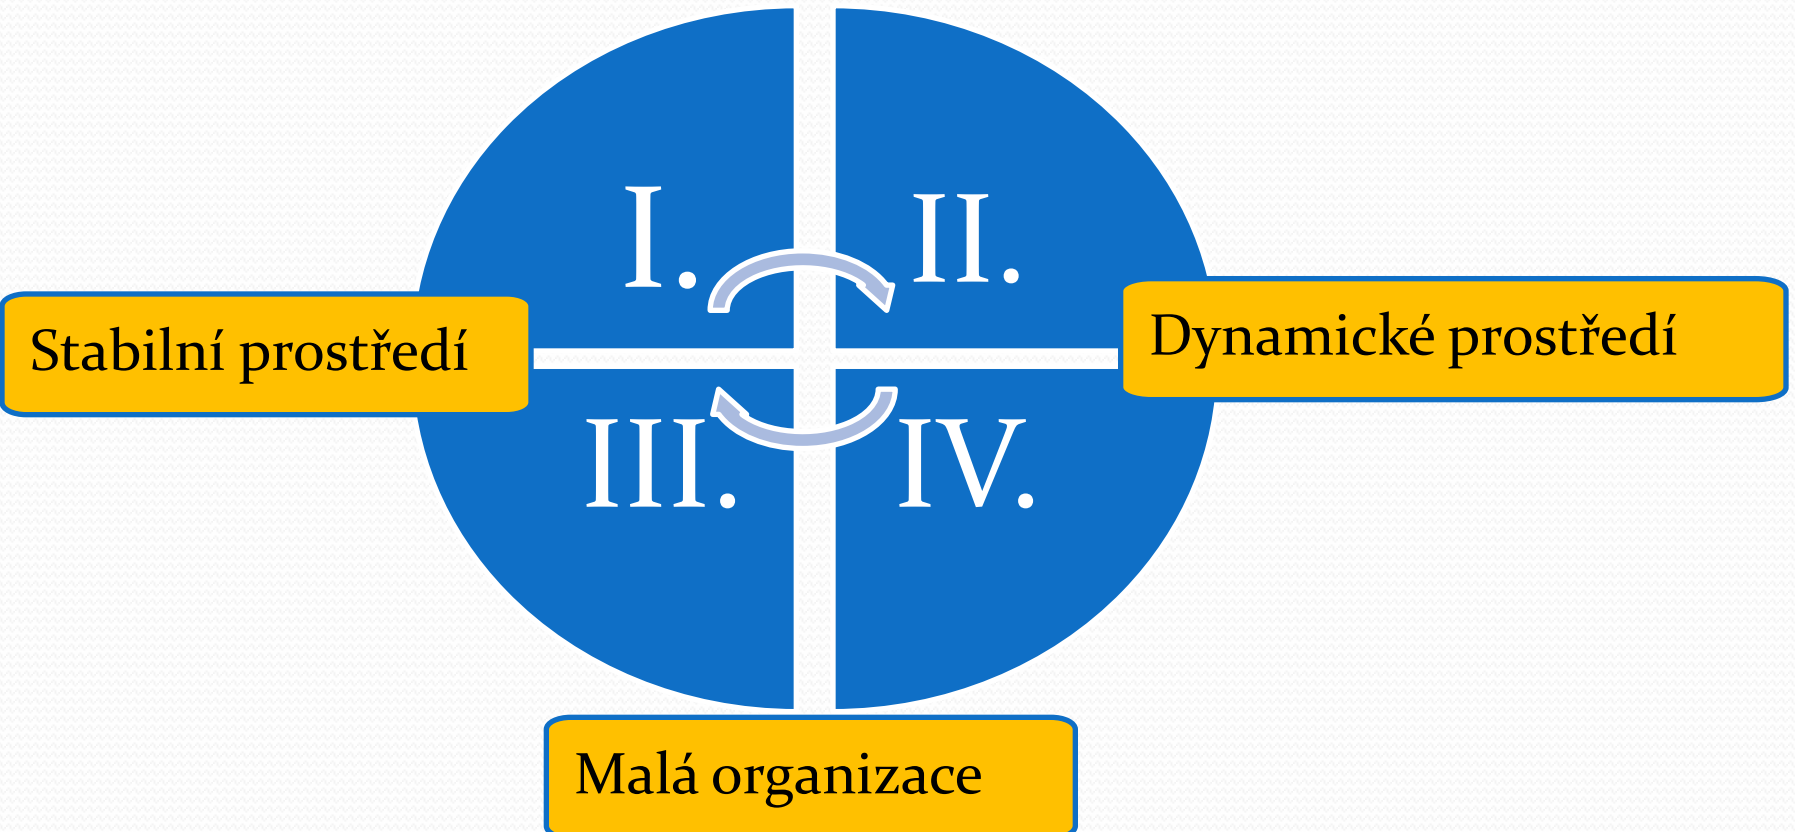 I.
II.
Stabilní prostředí
Dynamické prostředí
III.
IV.
Malá organizace